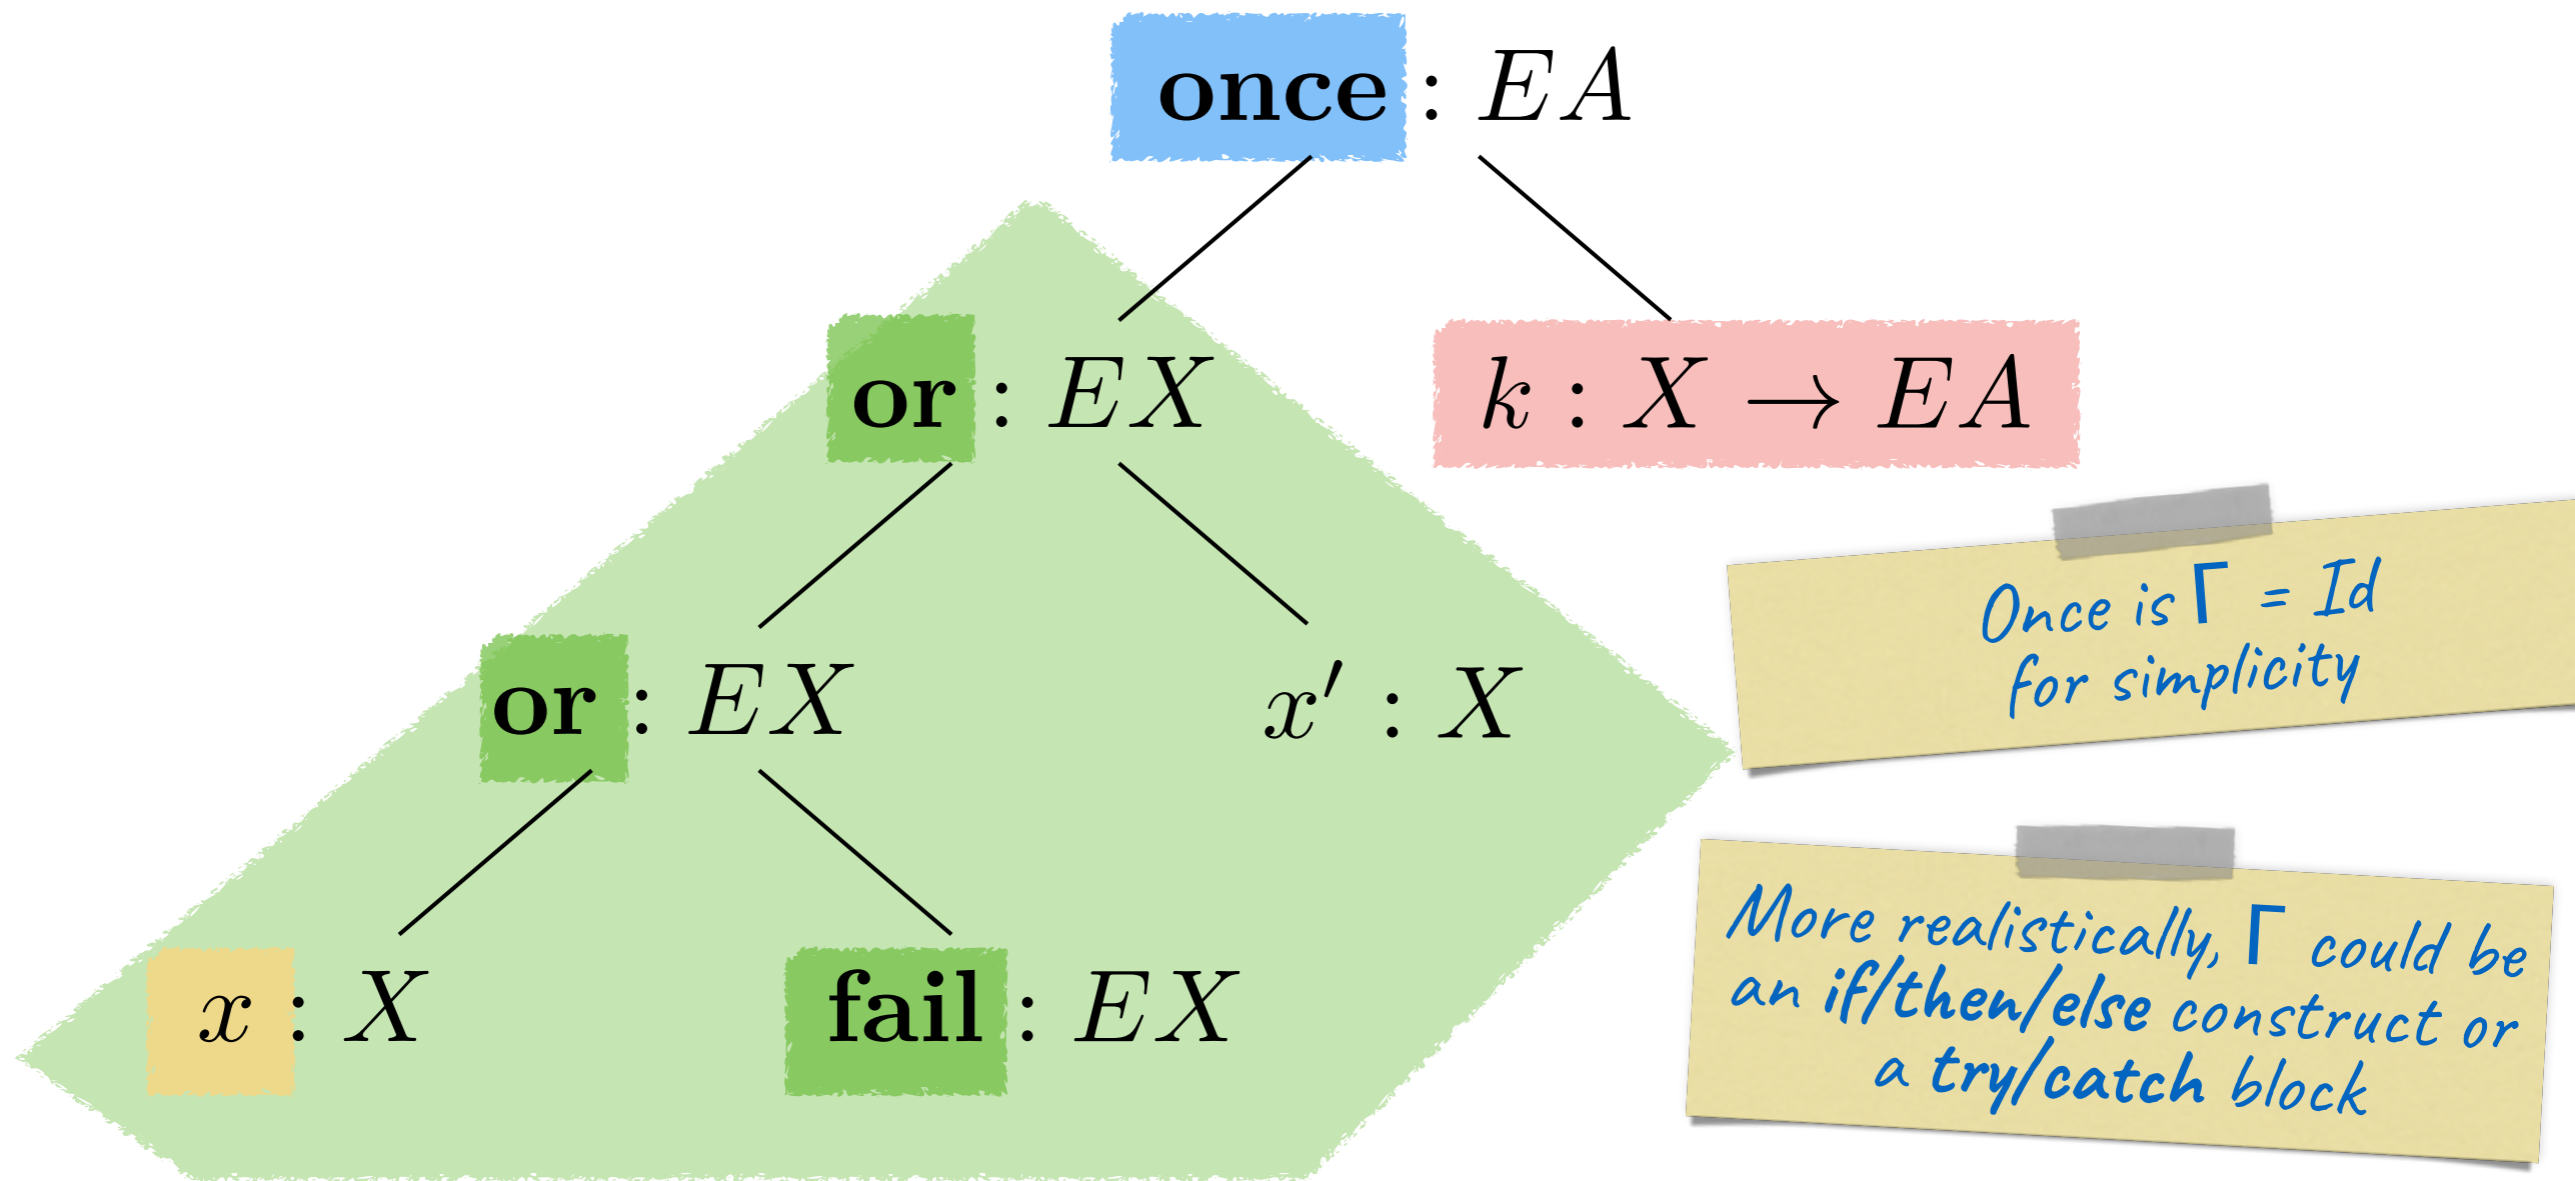 once : EA
or : EX
k : X → EA
or : EX
x′ : X
Once is Γ = Id
for simplicity
x : X
fail : EX
More realistically, Γ could be
an if/then/else construct or
a try/catch block